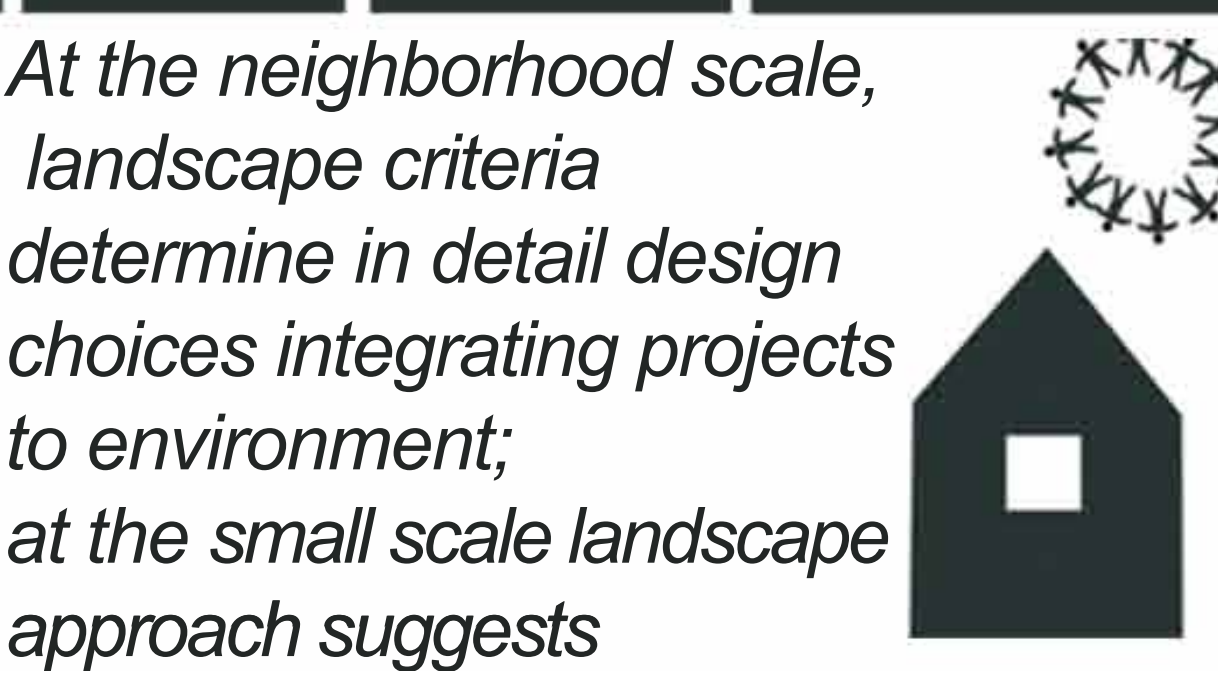 At the neighborhood scale,
landscape criteria
determine in detail design
choices integrating projects
to environment;
at the small scale landscape
approach suggests